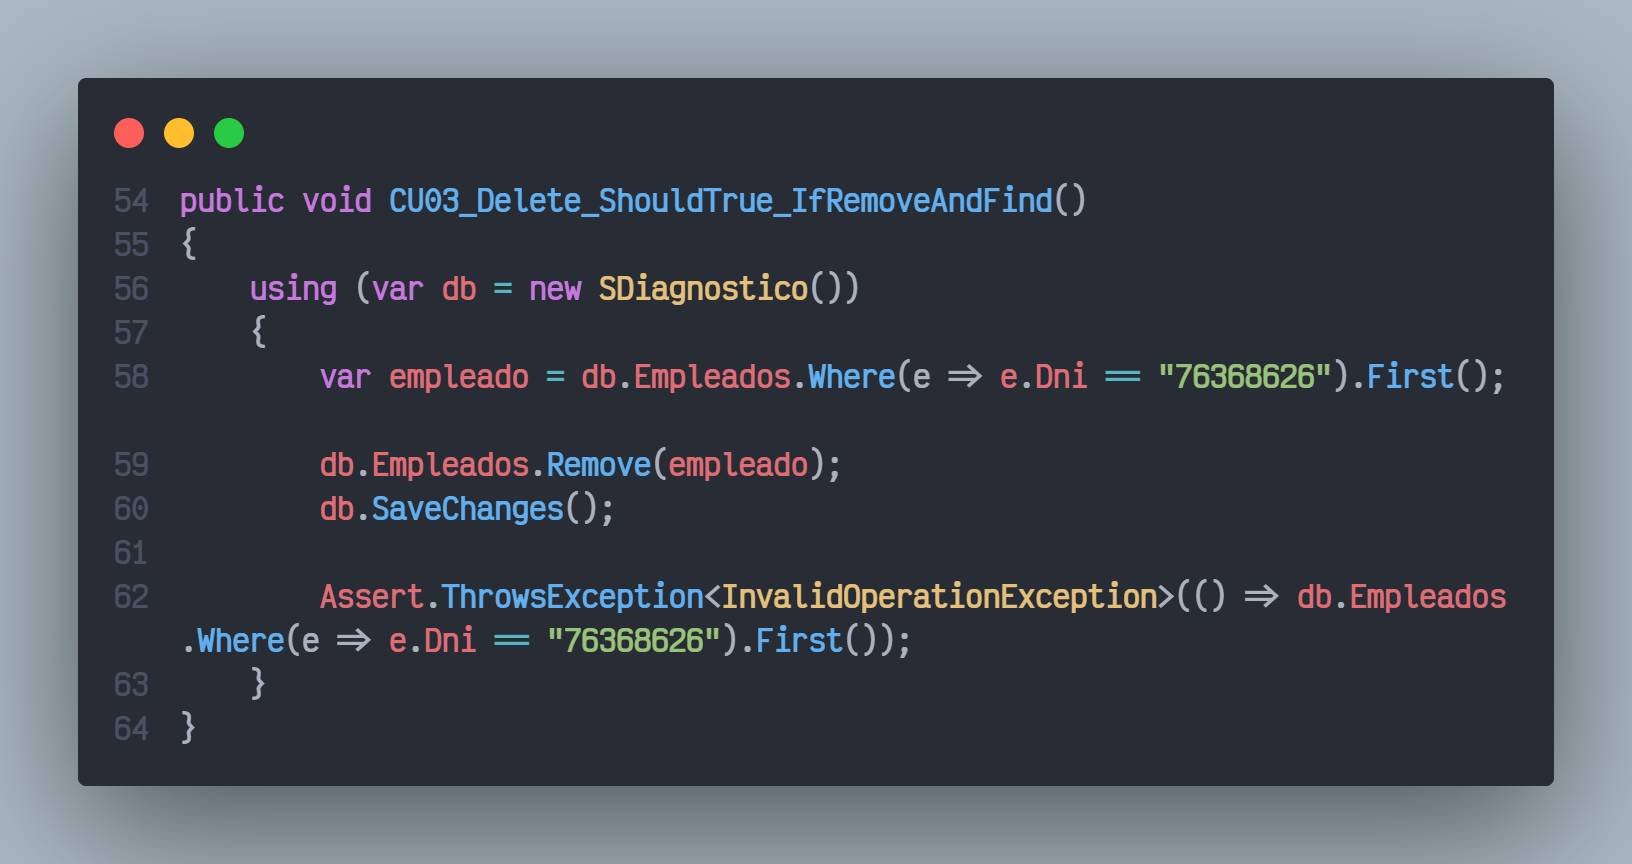 54 public void CU03_Delete_ShouldTrue_IfRemoveAndFind()
55 {
56     using (var db = new SDiagnostico())
57     {
58         var empleado = db.Empleados.Where(e => e.Dni == "76368626").First();
59         db.Empleados.Remove(empleado);
60         db.SaveChanges();
61
62         Assert.ThrowsException<InvalidOperationException>(() => db.Empleados
.Where(e => e.Dni == "76368626").First());
63     }
64 }